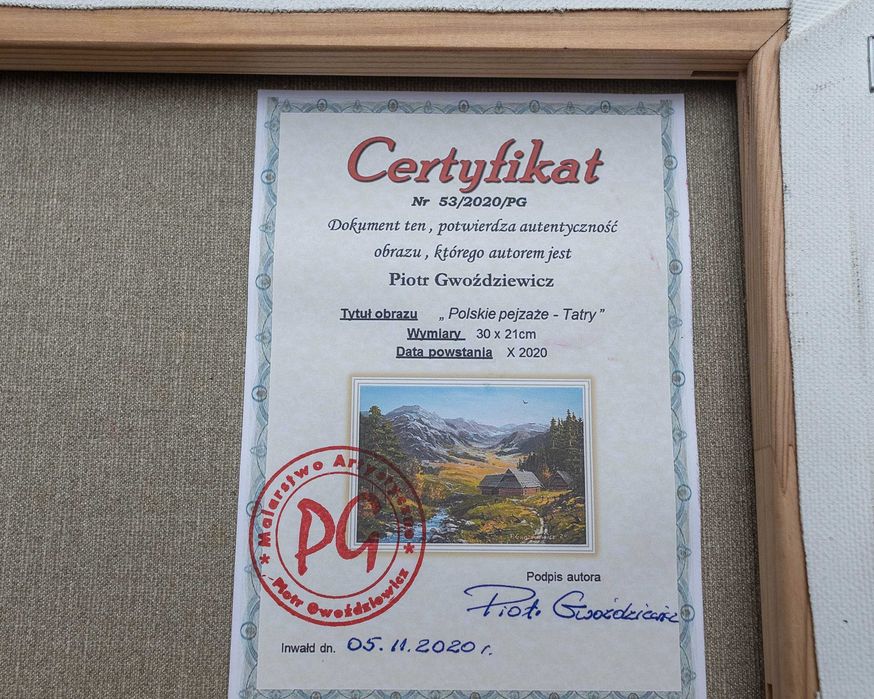 Certyfikat
Nr 53/2020/PG
Dokument ten , potwierdza autentyczność
obrazu , którego autorem jest
Piotr Gwoździewicz
Tytuł obrazu „ Polskie pejzaże - Tatry ”
Wymiary 30 x 21cm
Data powstania X 2020
* Malarstwo Artystyczne *
PG
Piotr Gwoździewicz
Podpis autora
Piotr Gwoździewicz
Inwałd dn. 05.11.2020 r.